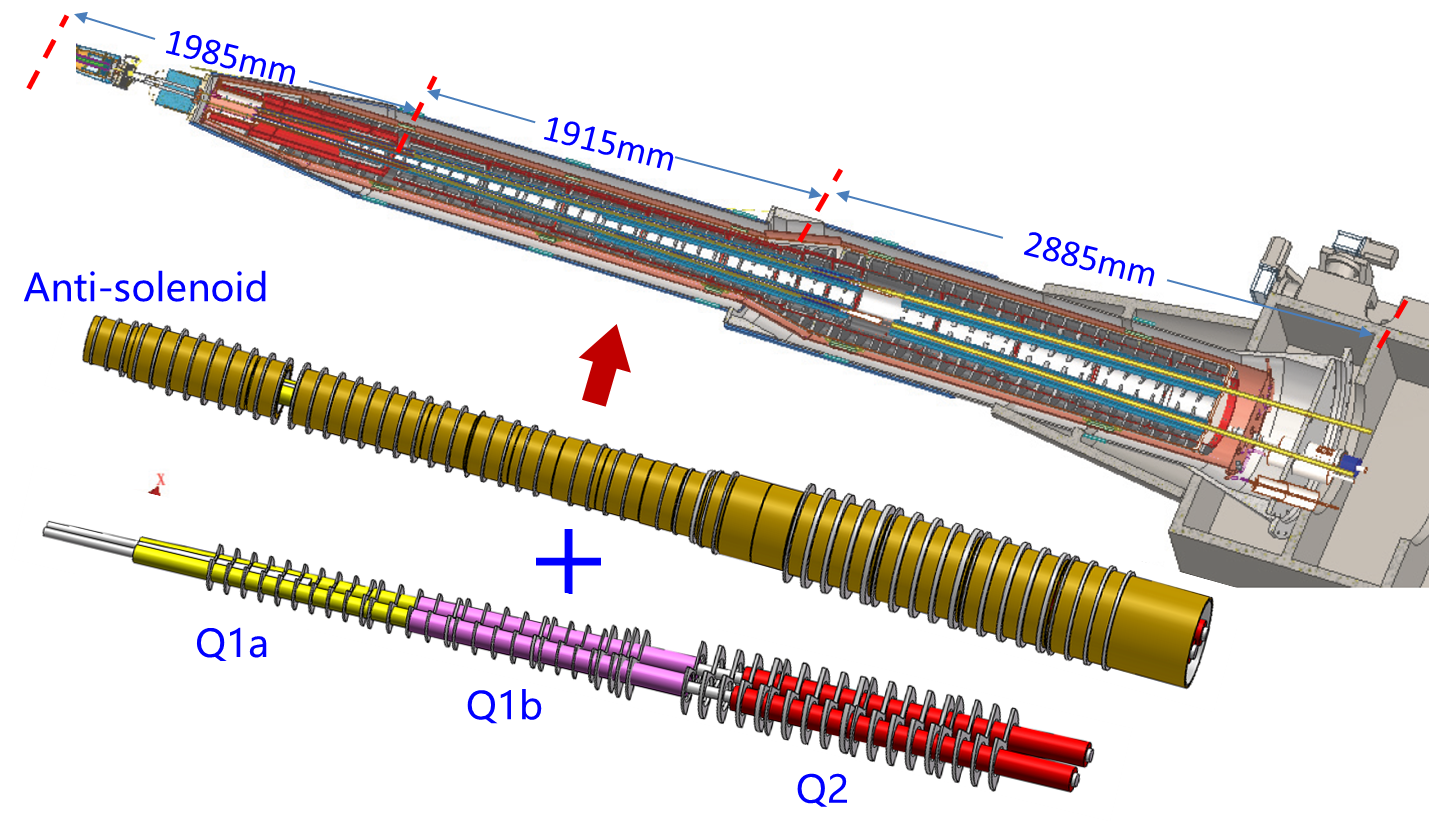 1985mm
1915mm
2885mm
Anti-solenoid
X
Q1a
Q1b
Q2